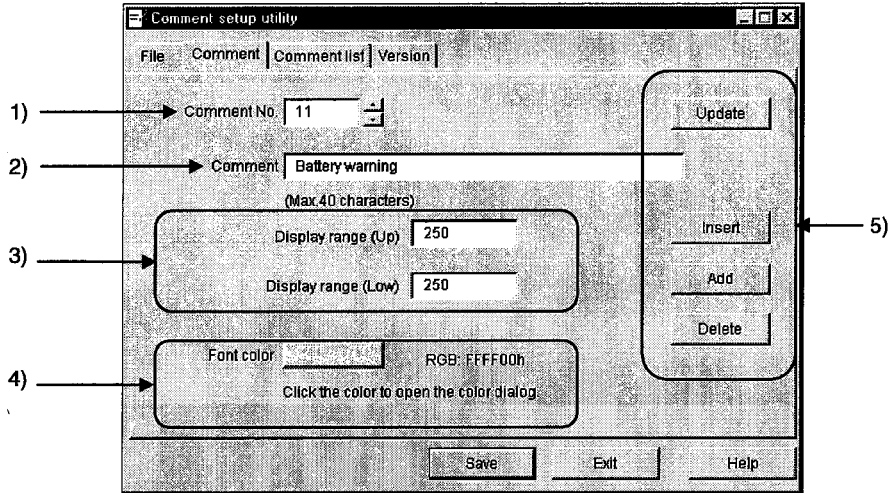 Comment setup utility
File Comment Comment list Version
1) Comment No. 11 Update
2) Comment Battery warning
(Max.40 characters)
3) Display range (Up) 250 Insert 5)
Display range (Low) 250 Add
Delete
4) Font color RGB: FFFF00h
Click the color to open the color dialog.
Save Exit Help